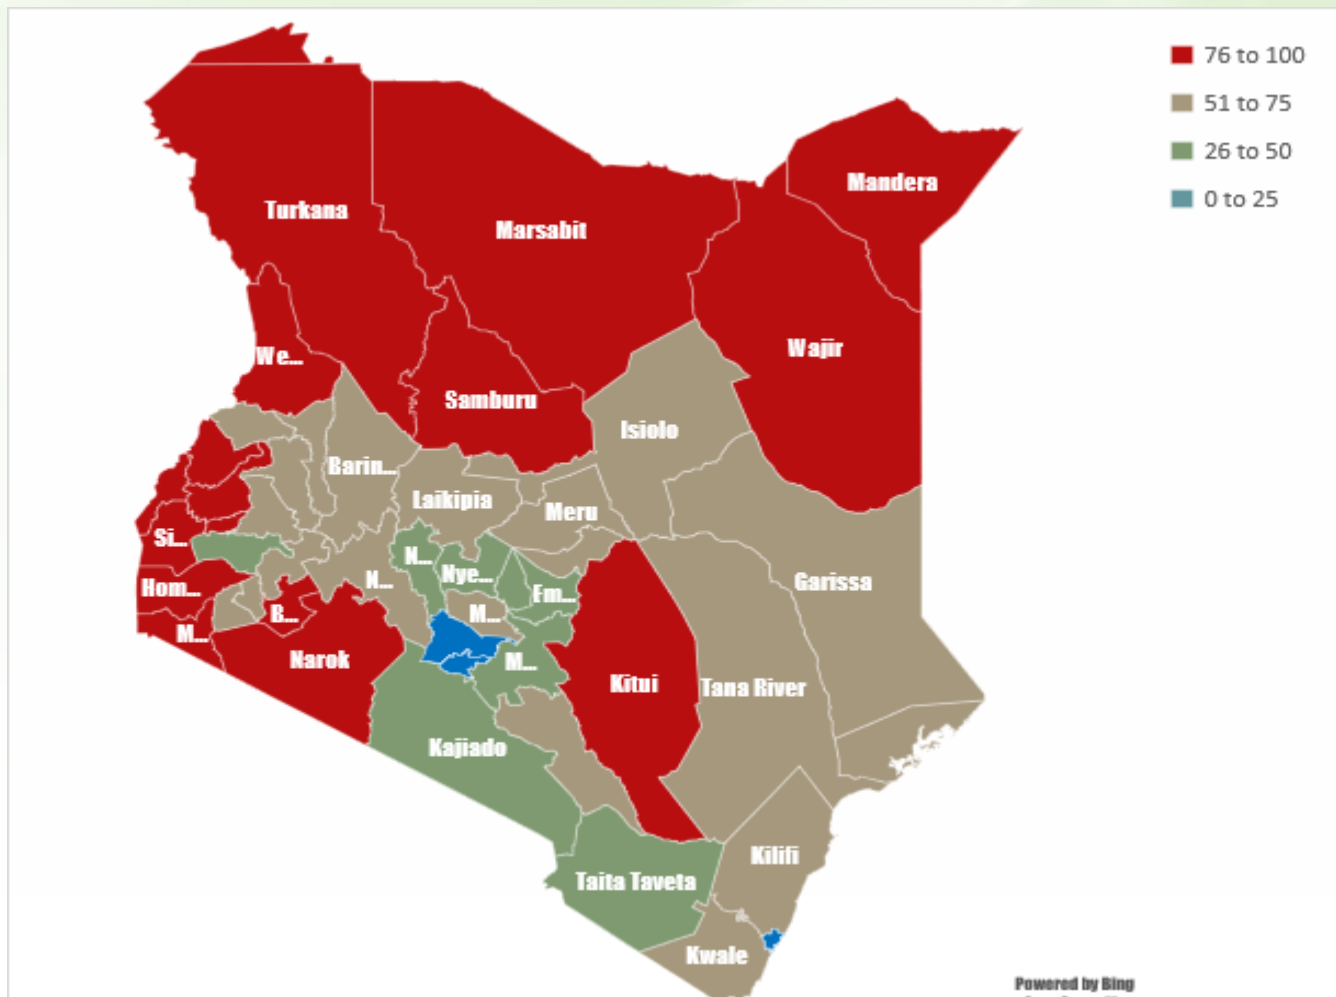 76 to 100
51 to 75
26 to 50
0 to 25
Mandera
Turkana
Marsabit
Wajir
We...
Samburu
Isiolo
Barin...
Laikipia
Meru
Si...
N...
Nye...
Garissa
Hom...
N...
Em...
B...
M...
M...
Narok
M...
Kitui
Tana River
Kajiado
Kilifi
Taita Taveta
Kwale
Powered by Bing